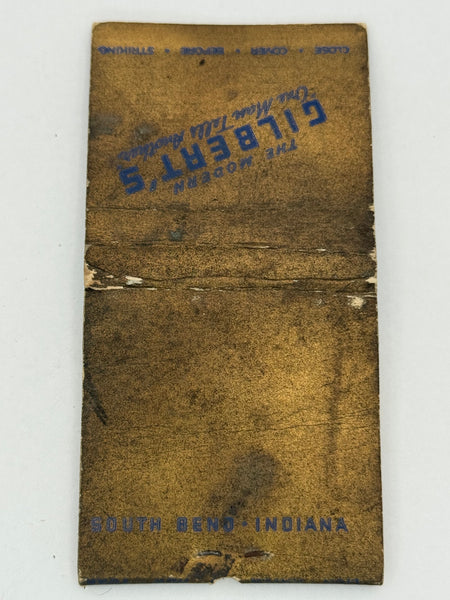 CLOSE • COVER • BEFORE • STRIKING
THE MODERN
GILBERT'S
"One Man Tells Another"
SOUTH BEND • INDIANA